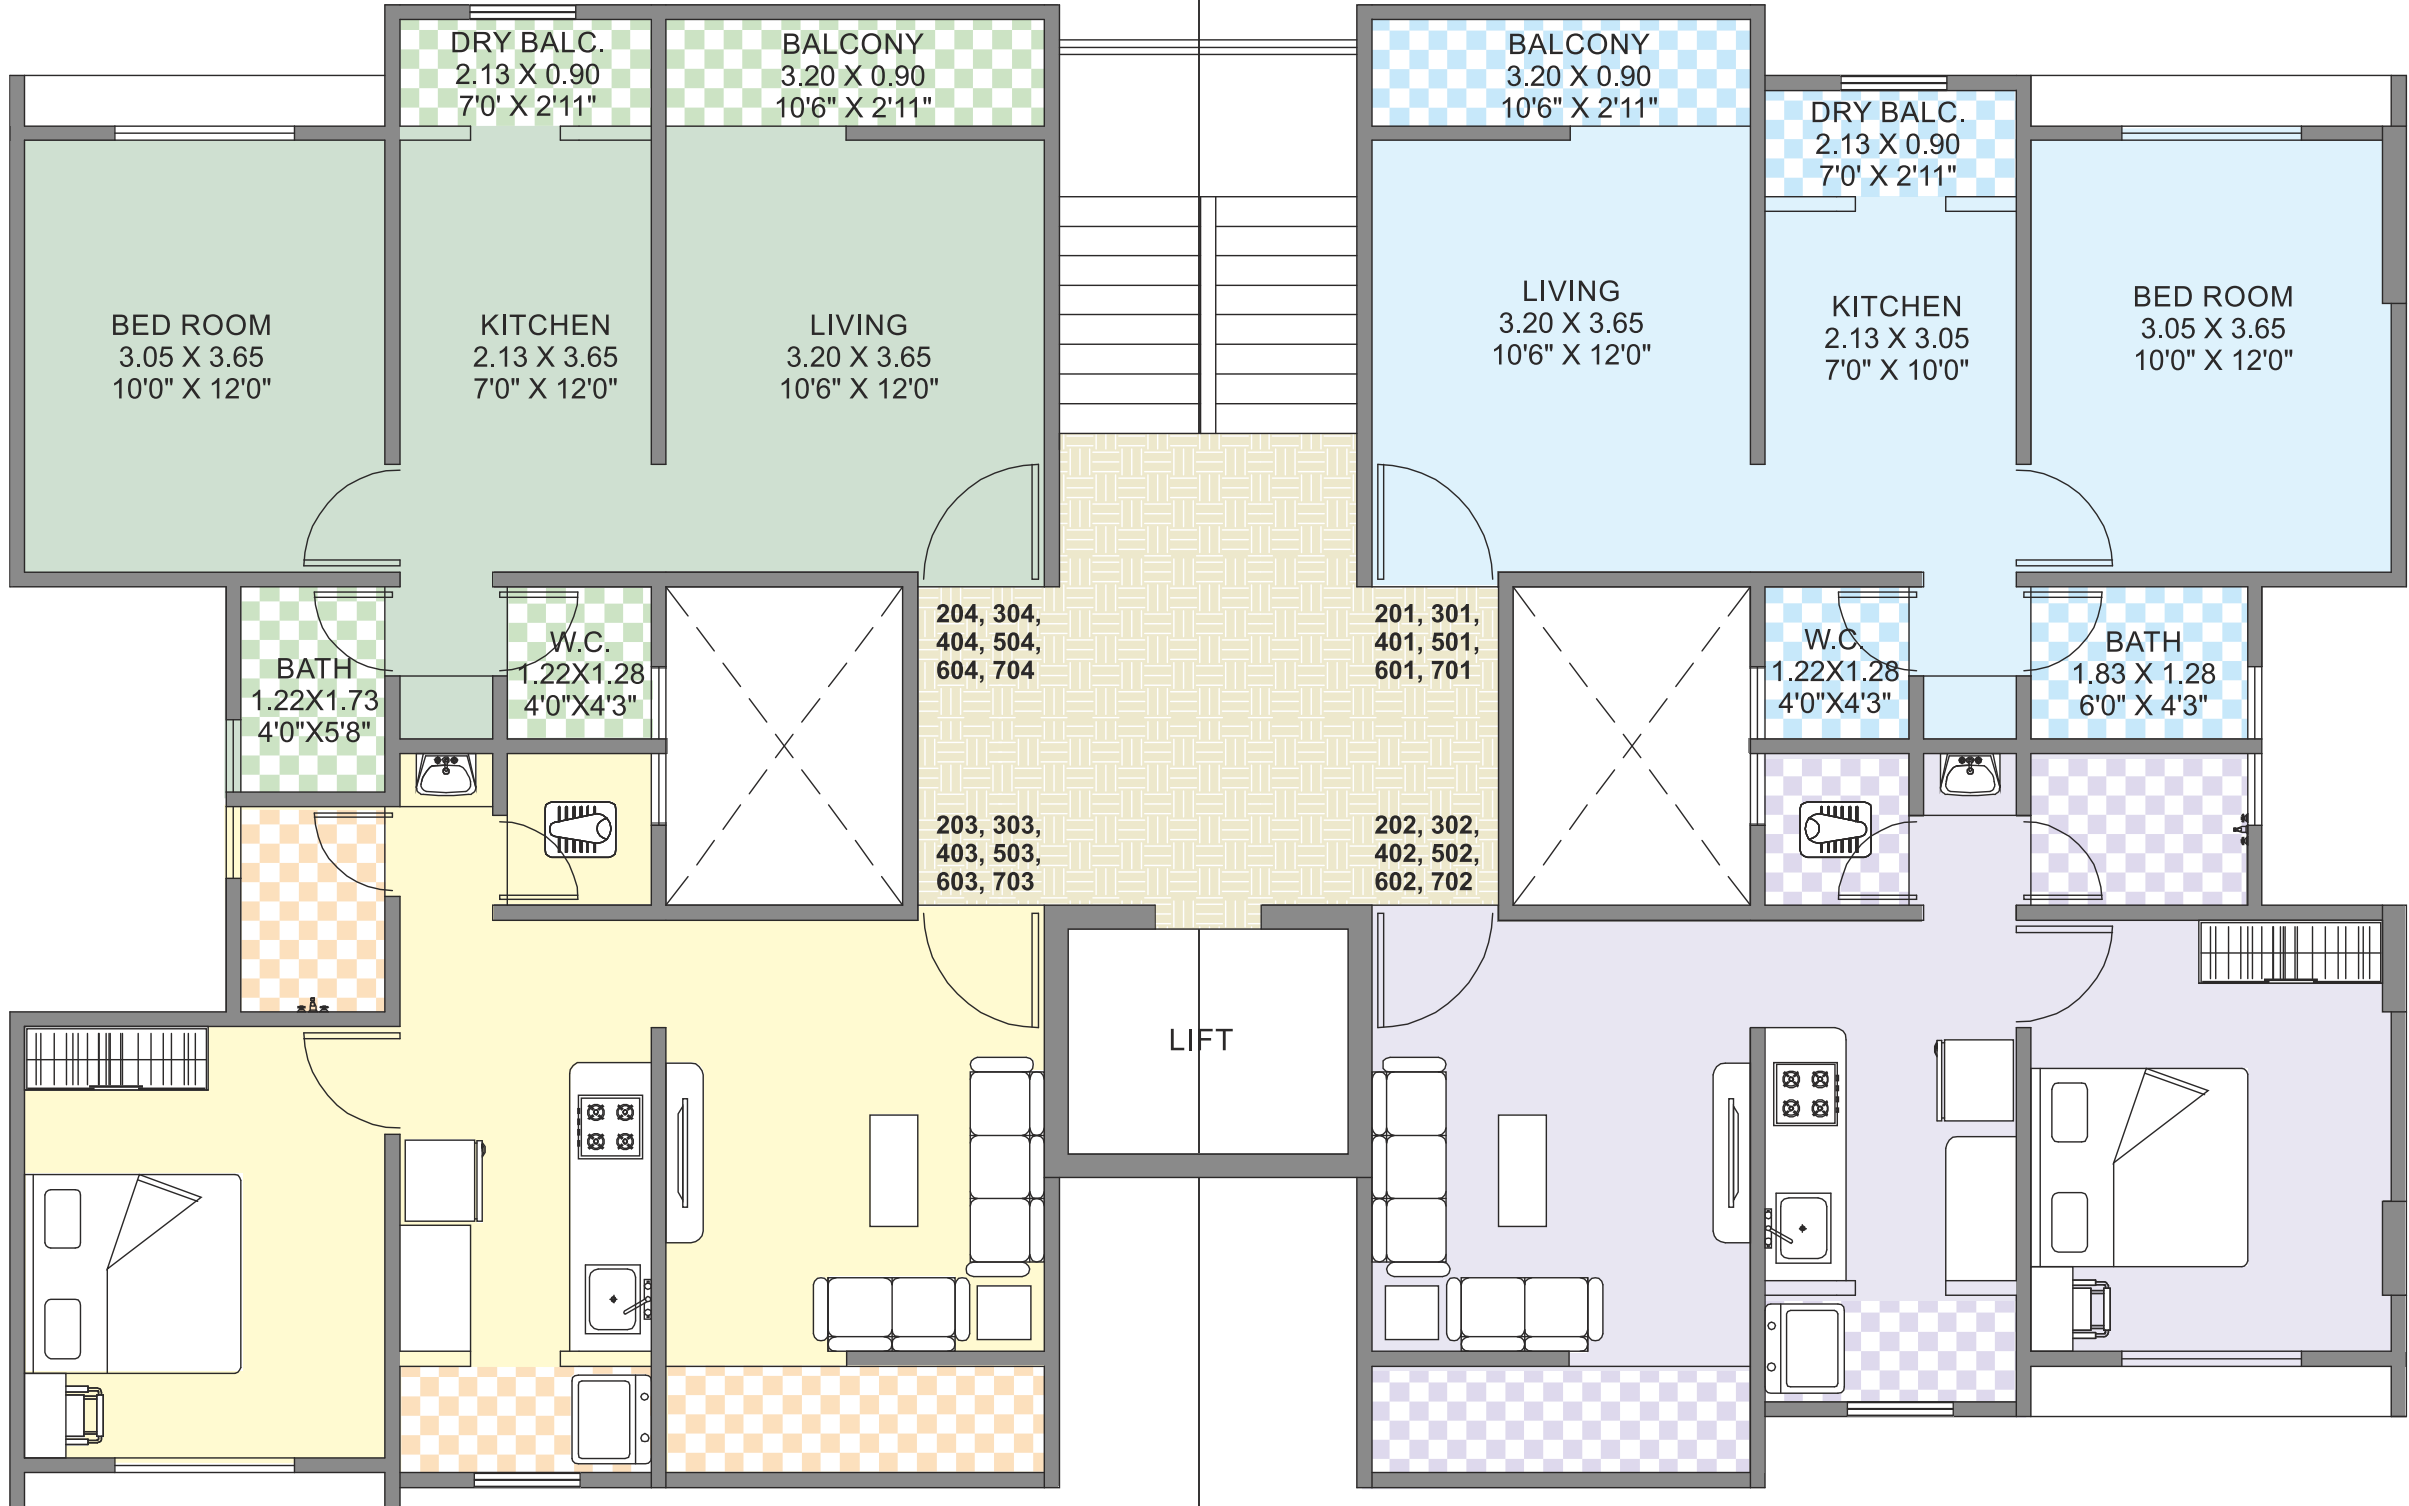 DRY BALC.
2.13 X 0.90
7'0' X 2'11"
BALCONY
3.20 X 0.90
10'6" X 2'11"
BALCONY
3.20 X 0.90
10'6" X 2'11"
DRY BALC.
2.13 X 0.90
7'0' X 2'11"
BED ROOM
3.05 X 3.65
10'0" X 12'0"
KITCHEN
2.13 X 3.65
7'0" X 12'0"
LIVING
3.20 X 3.65
10'6" X 12'0"
LIVING
3.20 X 3.65
10'6" X 12'0"
KITCHEN
2.13 X 3.05
7'0" X 10'0"
BED ROOM
3.05 X 3.65
10'0" X 12'0"
BATH
1.22X1.73
4'0"X5'8"
W.C.
1.22X1.28
4'0"X4'3"
204, 304,
404, 504,
604, 704
201, 301,
401, 501,
601, 701
W.C.
1.22X1.28
4'0"X4'3"
BATH
1.83 X 1.28
6'0" X 4'3"
203, 303,
403, 503,
603, 703
202, 302,
402, 502,
602, 702
LIFT